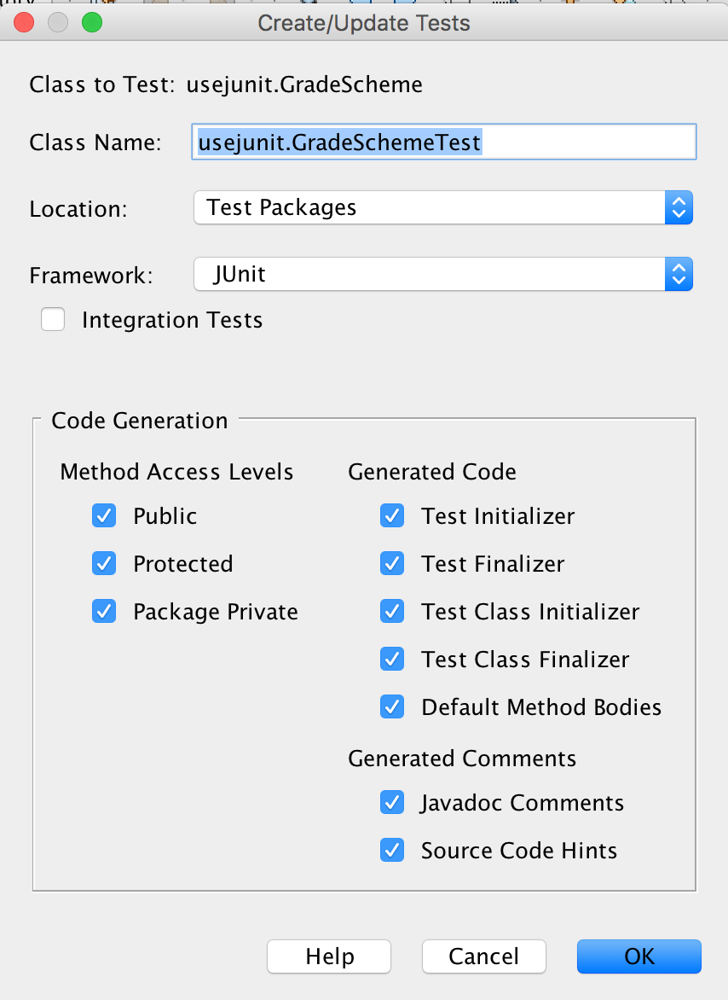 Create/Update Tests
Class to Test: usejunit.GradeScheme
Class Name: usejunit.GradeSchemeTest
Location: Test Packages
Framework: JUnit
Integration Tests
Code Generation
Method Access Levels
Public
Protected
Package Private
Generated Code
Test Initializer
Test Finalizer
Test Class Initializer
Test Class Finalizer
Default Method Bodies
Generated Comments
Javadoc Comments
Source Code Hints
Help Cancel OK